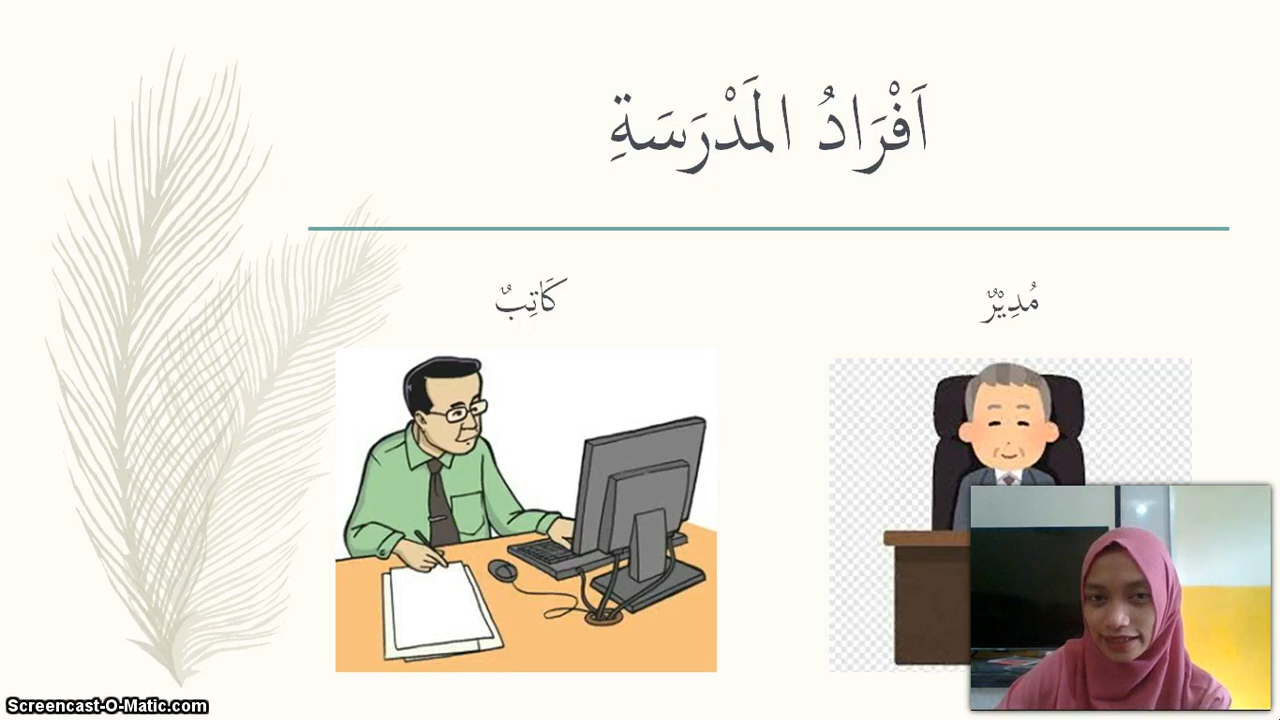 اَفْرَادُ المَدْرَسَةِ
مُدِيْرٌ
كَاتِبٌ
Screencast-O-Matic.com